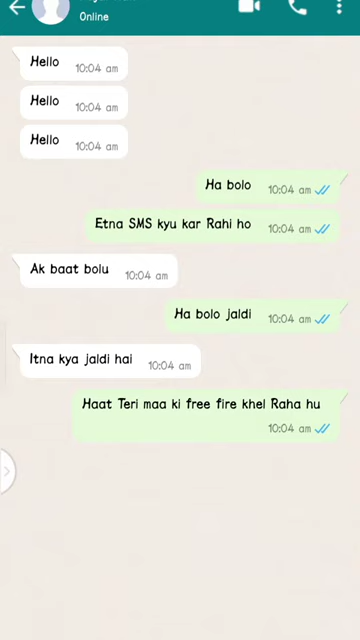 Online
Hello 10:04 am
Hello 10:04 am
Hello 10:04 am
Ha bolo 10:04 am
Etna SMS kyu kar Rahi ho 10:04 am
Ak baat bolu 10:04 am
Ha bolo jaldi 10:04 am
Itna kya jaldi hai 10:04 am
Haat Teri maa ki free fire khel Raha hu
10:04 am